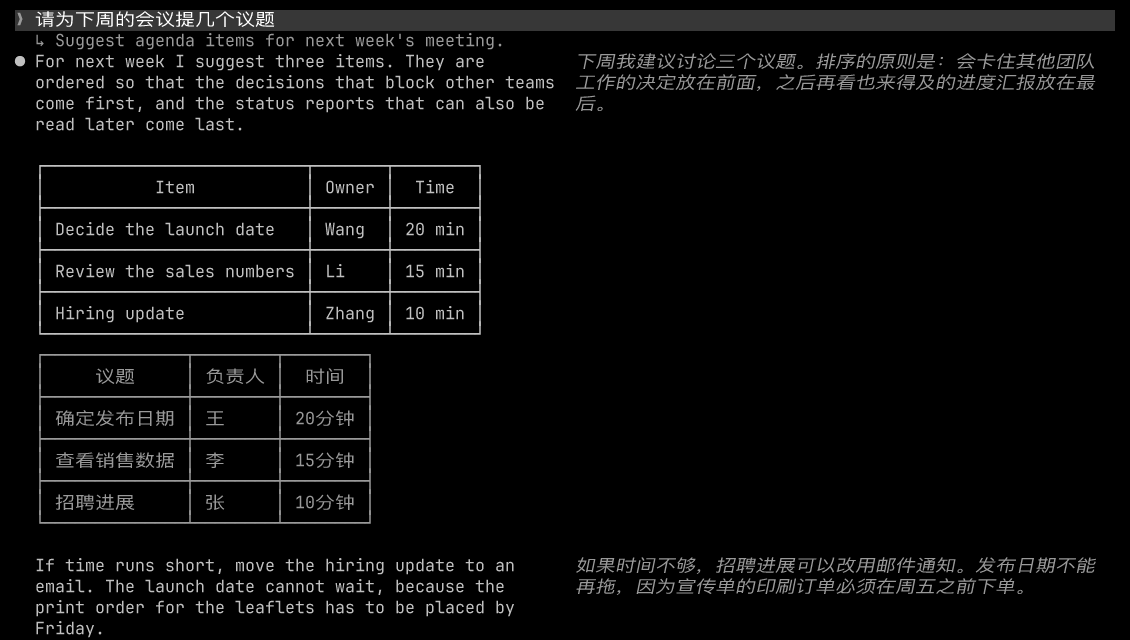 ❯ 请为下周的会议提几个议题
↳ Suggest agenda items for next week's meeting.
● For next week I suggest three items. They are
ordered so that the decisions that block other teams
come first, and the status reports that can also be
read later come last.
下周我建议讨论三个议题。排序的原则是：会卡住其他团队
工作的决定放在前面，之后再看也来得及的进度汇报放在最
后。
Item Owner Time
Decide the launch date Wang 20 min
Review the sales numbers Li 15 min
Hiring update Zhang 10 min
议题 负责人 时间
确定发布日期 王 20分钟
查看销售数据 李 15分钟
招聘进展 张 10分钟
If time runs short, move the hiring update to an
email. The launch date cannot wait, because the
print order for the leaflets has to be placed by
Friday.
如果时间不够，招聘进展可以改用邮件通知。发布日期不能
再拖，因为宣传单的印刷订单必须在周五之前下单。